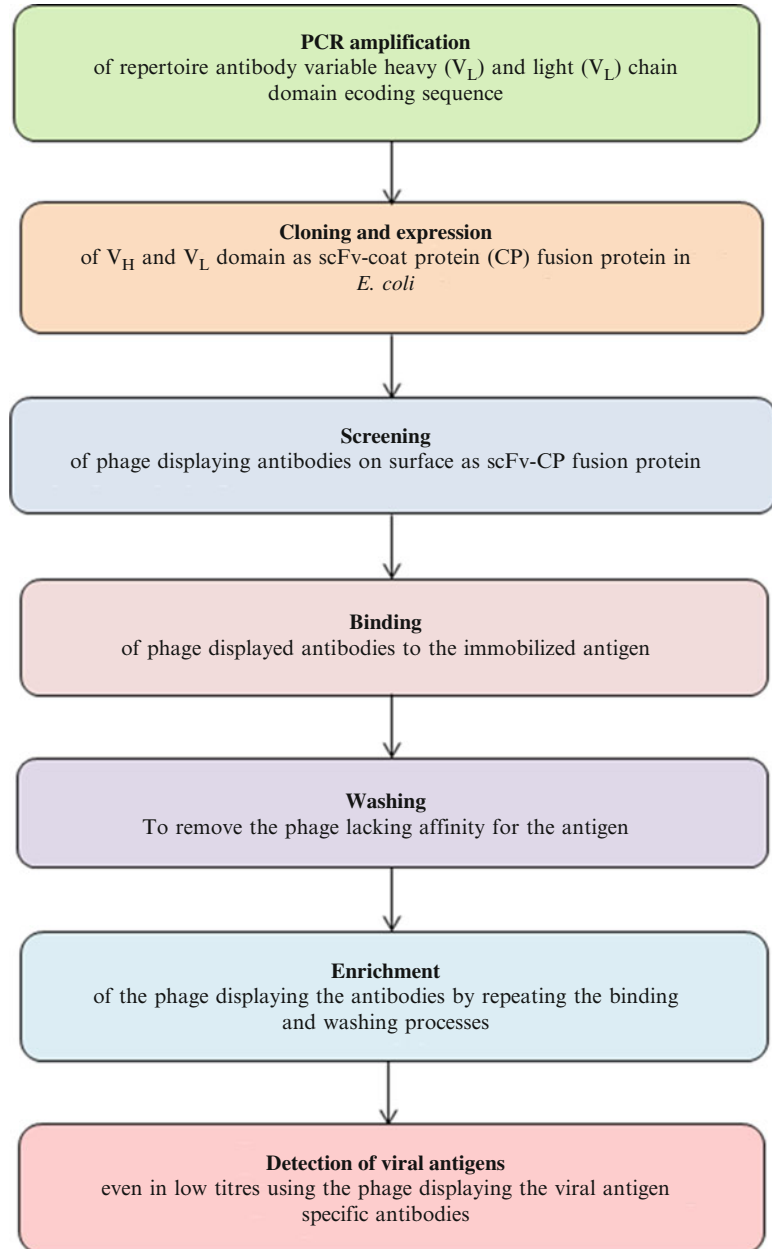 PCR amplification
of repertoire antibody variable heavy (V_L) and light (V_L) chain
domain ecoding sequence
Cloning and expression
of V_H and V_L domain as scFv-coat protein (CP) fusion protein in
E. coli
Screening
of phage displaying antibodies on surface as scFv-CP fusion protein
Binding
of phage displayed antibodies to the immobilized antigen
Washing
To remove the phage lacking affinity for the antigen
Enrichment
of the phage displaying the antibodies by repeating the binding
and washing processes
Detection of viral antigens
even in low titres using the phage displaying the viral antigen
specific antibodies